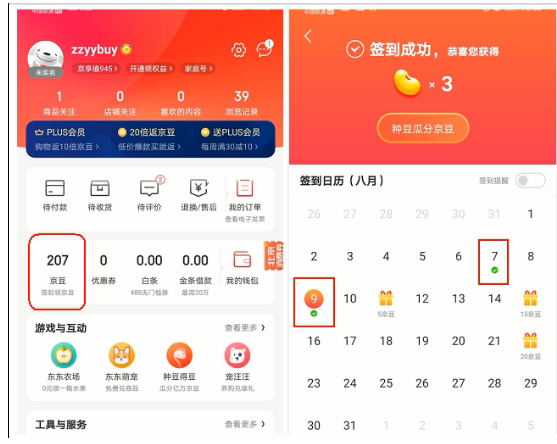 zzyybuy
未实名
京享值945 >
开通领权益 >
家庭号 >
1
0
0
39
商品关注
店铺关注
喜欢的内容
浏览记录
PLUS会员
20倍返京豆
送PLUS会员
购物返10倍京豆 >
低价爆款买就返 >
每周满30减10 >
待付款
待收货
2
待评价
退换/售后
我的订单
查看电子发票
207
0
0.00
0.00
京豆
优惠券
白条
金条借款
我的钱包
签到领京豆
¥88无门槛券
最高20万
游戏与互动
查看更多 >
东东农场
东东萌宠
种豆得豆
宠汪汪
0元领一箱水果
免费兑商品
瓜分亿万京豆
养狗兑豪礼
工具与服务
查看更多 >
签到成功，恭喜您获得
× 3
种豆瓜分京豆
签到日历（八月）
签到提醒
26 27 28 29 30 31 1
2 3 4 5 6 7 8
9 10 5京豆 12 13 14 15京豆
16 17 18 19 20 21 20京豆
23 24 25 26 27 28 29
30 31 1 2 3 4 5